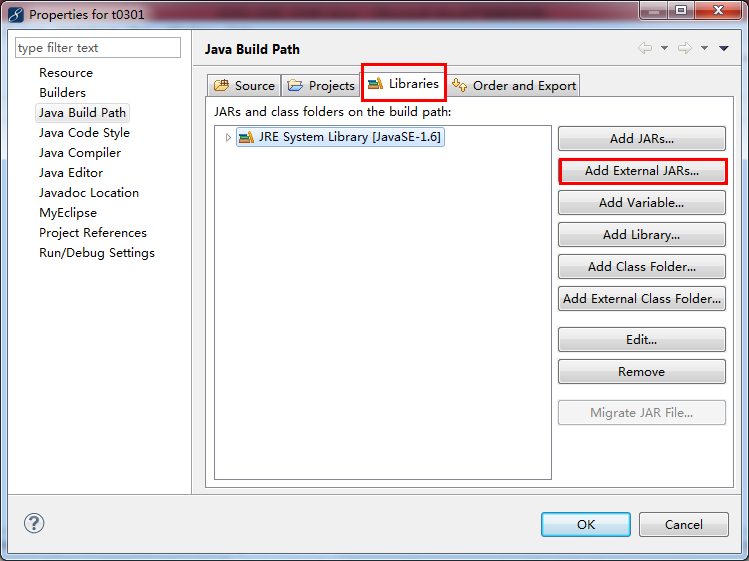 Properties for t0301
type filter text
Resource
Builders
Java Build Path
Java Code Style
Java Compiler
Java Editor
Javadoc Location
MyEclipse
Project References
Run/Debug Settings
Java Build Path
Source
Projects
Libraries
Order and Export
JARs and class folders on the build path:
JRE System Library [JavaSE-1.6]
Add JARs...
Add External JARs...
Add Variable...
Add Library...
Add Class Folder...
Add External Class Folder...
Edit...
Remove
Migrate JAR File...
?
OK
Cancel